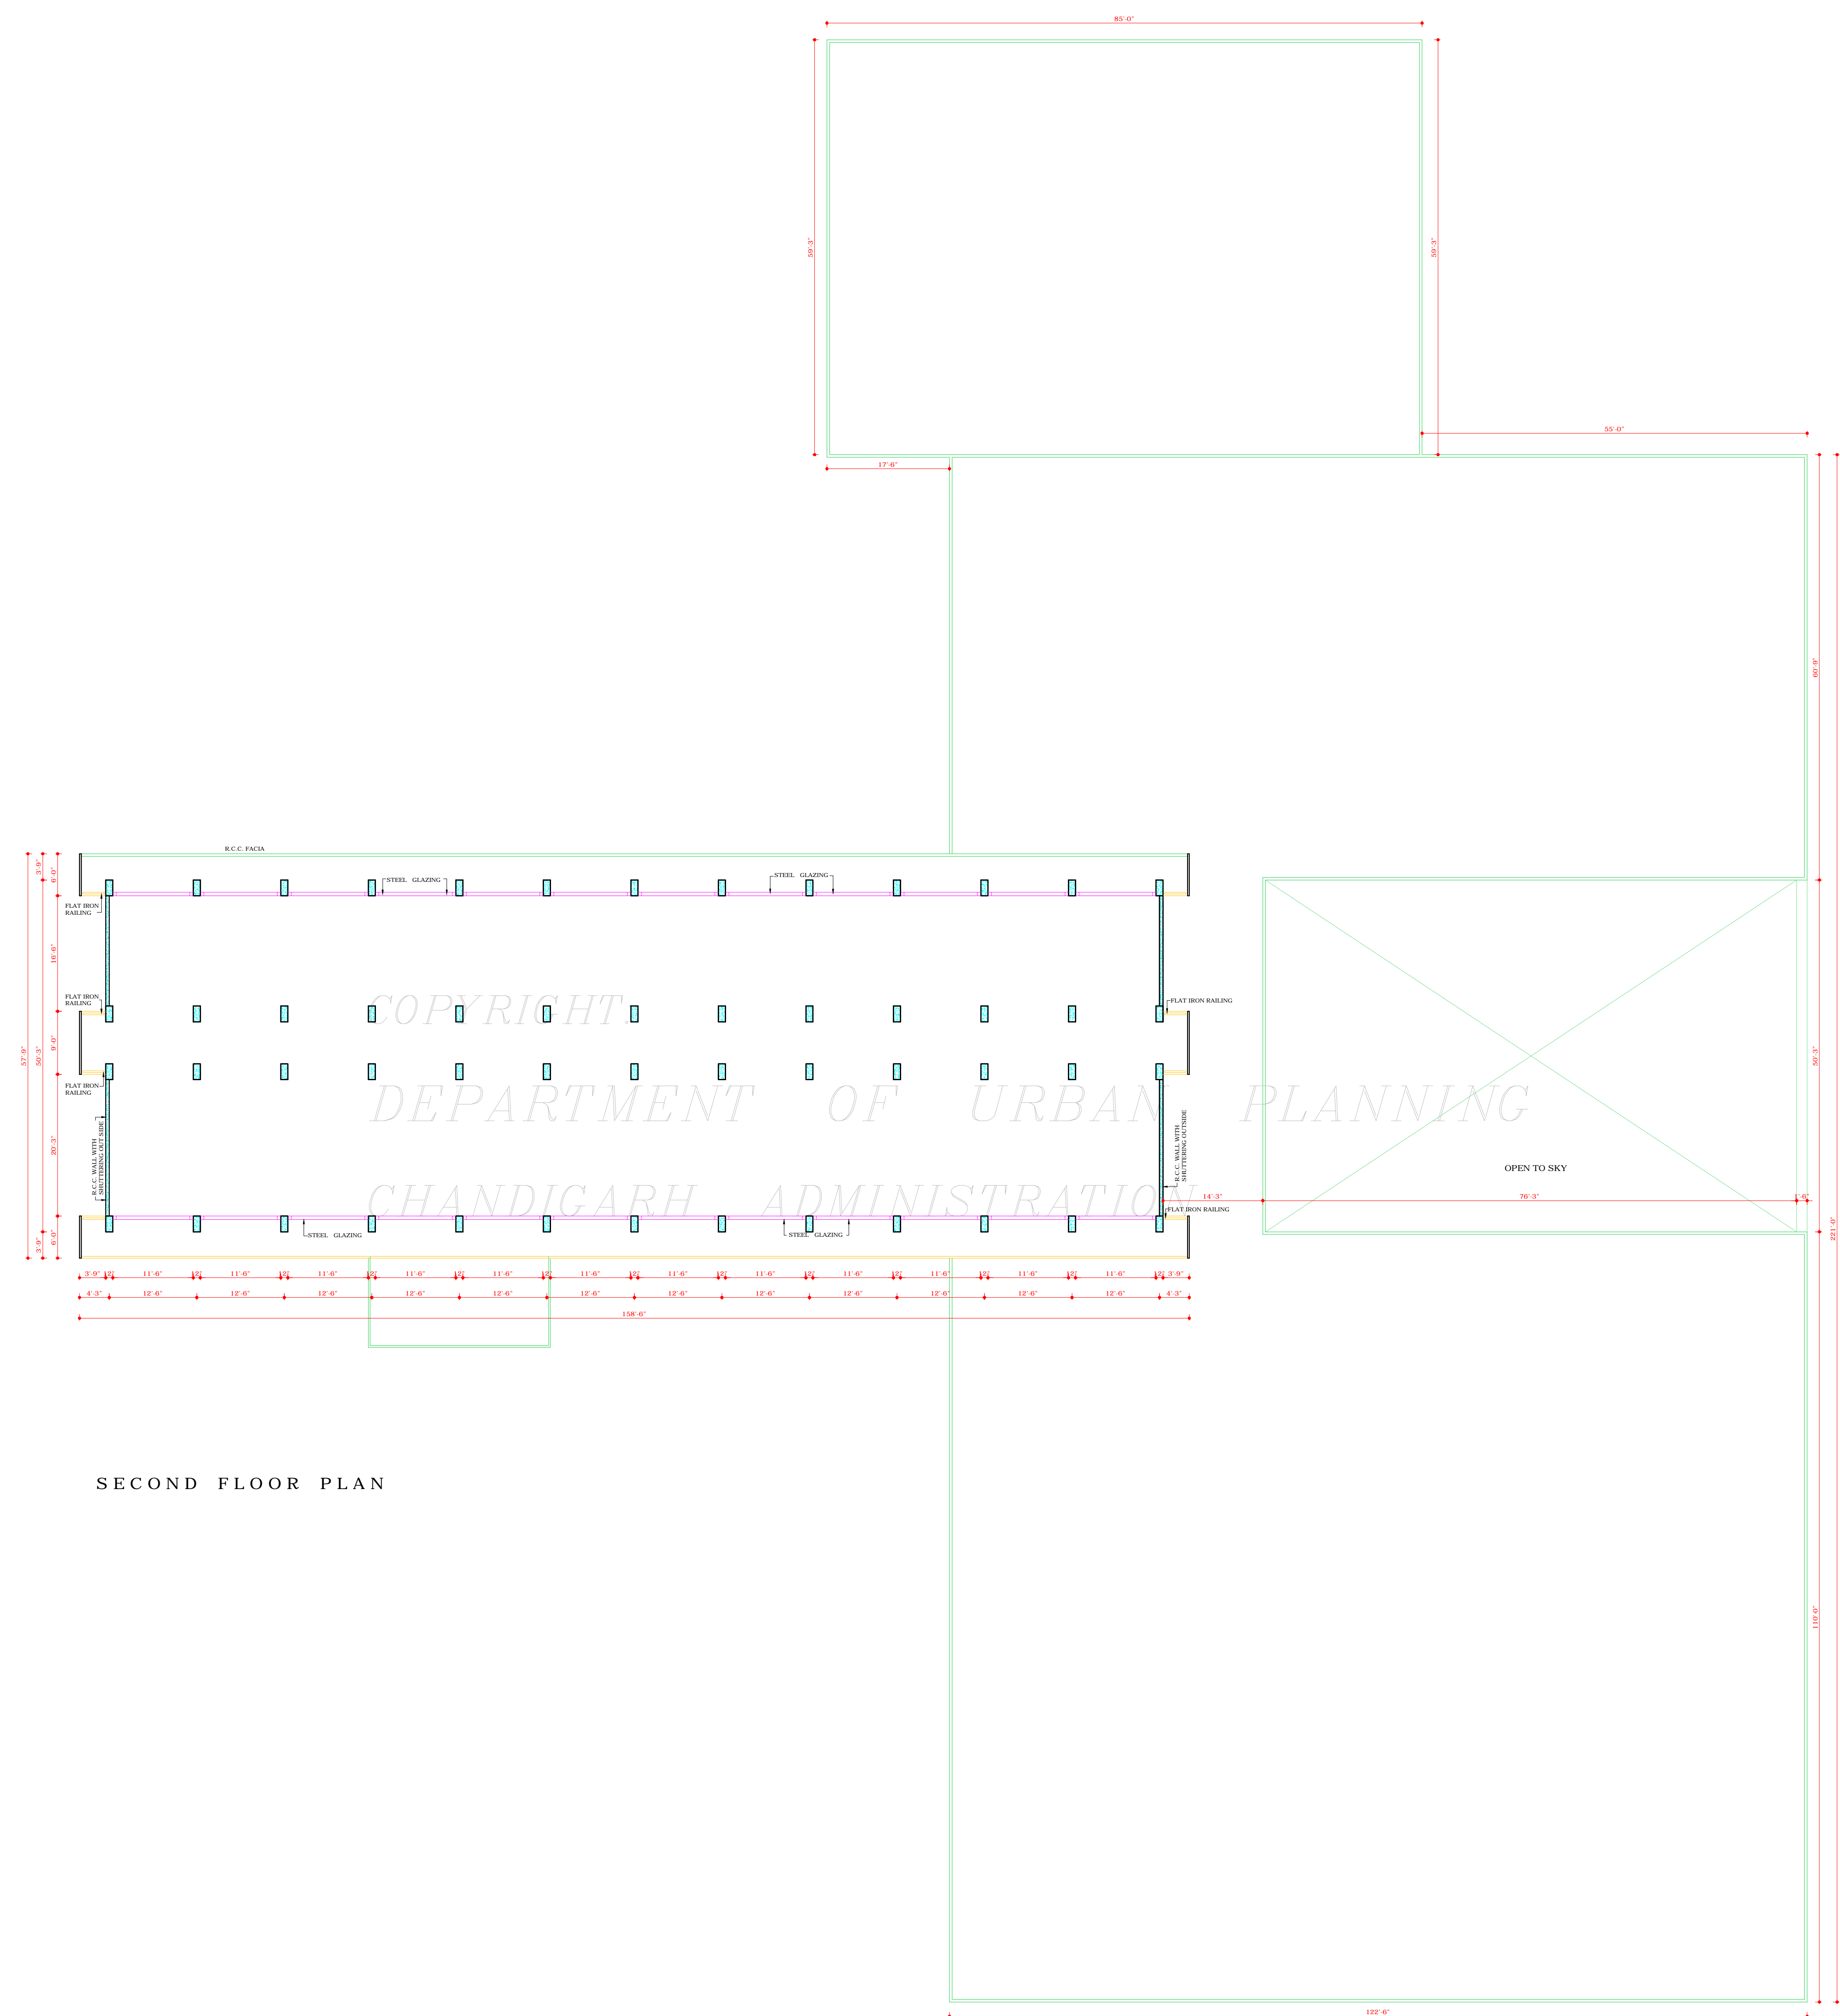 85'-0"
59'-3"
59'-3"
55'-0"
17'-6"
60'-9"
R.C.C. FACIA
3'-9"
6'-0"
STEEL GLAZING
STEEL GLAZING
FLAT IRON
RAILING
16'-6"
FLAT IRON
RAILING
FLAT IRON RAILING
COPYRIGHT.
57'-9"
50'-3"
9'-0"
50'-3"
FLAT IRON
RAILING
DEPARTMENT OF URBAN PLANNING
20'-3"
R.C.C. WALL WITH
SHUTTERING OUT SIDE
R.C.C. WALL WITH
SHUTTERING OUTSIDE
OPEN TO SKY
CHANDIGARH ADMINISTRATION
14'-3" 76'-3" 1'-6"
FLAT IRON RAILING
221'-0"
3'-9"
6'-0"
STEEL GLAZING
STEEL GLAZING
3'-9" 12" 11'-6" 12" 11'-6" 12" 11'-6" 12" 11'-6" 12" 11'-6" 12" 11'-6" 12" 11'-6" 12" 11'-6" 12" 11'-6" 12" 11'-6" 12" 11'-6" 12" 11'-6" 12" 3'-9"
4'-3" 12'-6" 12'-6" 12'-6" 12'-6" 12'-6" 12'-6" 12'-6" 12'-6" 12'-6" 12'-6" 12'-6" 12'-6" 4'-3"
158'-6"
SECOND FLOOR PLAN
110'-0"
122'-6"